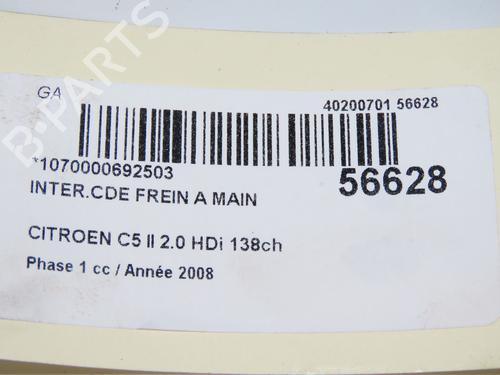 GA
40200701 56628
*1070000692503
56628
INTER.CDE FREIN A MAIN
CITROEN C5 II 2.0 HDi 138ch
Phase 1 cc / Année 2008
B-PARTS